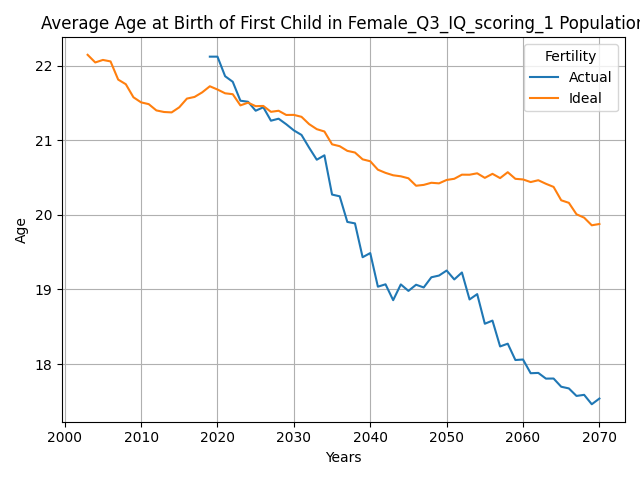 Average Age at Birth of First Child in Female_Q3_IQ_scoring_1 Population
Fertility
Actual
Ideal
22
21
20
19
18
Age
2000 2010 2020 2030 2040 2050 2060 2070
Years